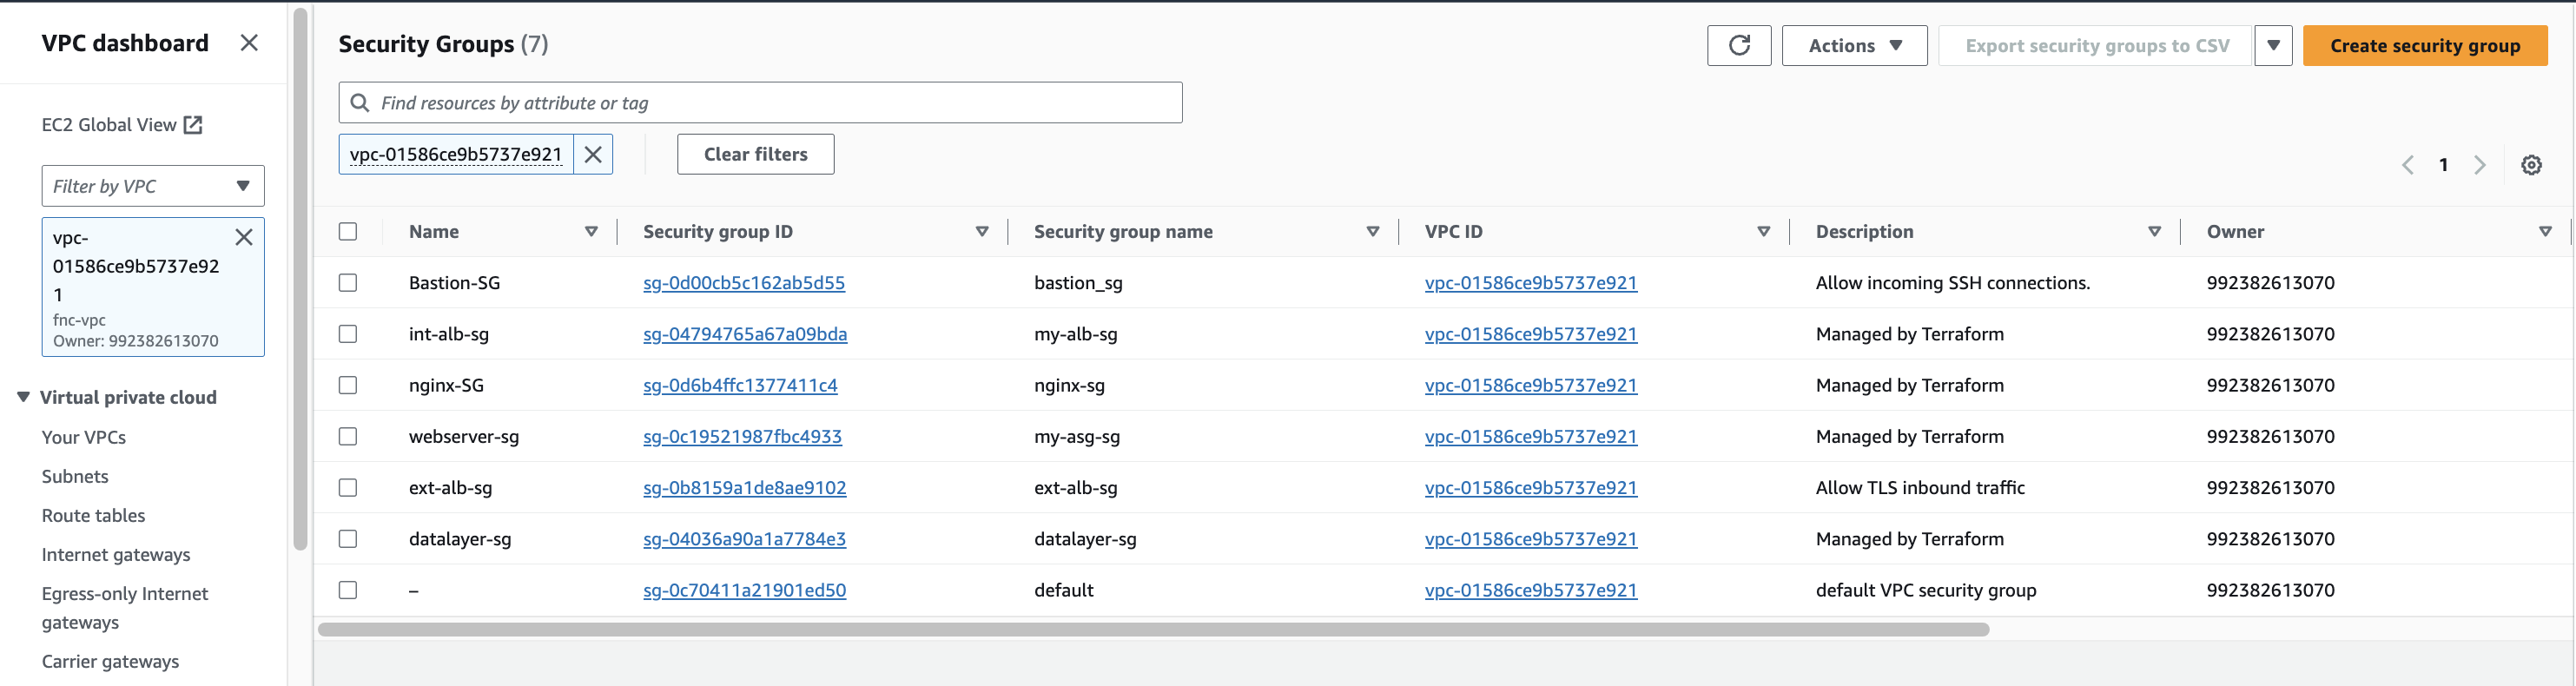 VPC dashboard
EC2 Global View
Filter by VPC
vpc-
01586ce9b5737e92
1
fnc-vpc
Owner: 992382613070
Virtual private cloud
Your VPCs
Subnets
Route tables
Internet gateways
Egress-only Internet
gateways
Carrier gateways
Security Groups (7)
Actions
Export security groups to CSV
Create security group
Find resources by attribute or tag
vpc-01586ce9b5737e921
Clear filters
1
Name Security group ID Security group name VPC ID Description Owner
Bastion-SG sg-0d00cb5c162ab5d55 bastion_sg vpc-01586ce9b5737e921 Allow incoming SSH connections. 992382613070
int-alb-sg sg-04794765a67a09bda my-alb-sg vpc-01586ce9b5737e921 Managed by Terraform 992382613070
nginx-SG sg-0d6b4ffc1377411c4 nginx-sg vpc-01586ce9b5737e921 Managed by Terraform 992382613070
webserver-sg sg-0c19521987fbc4933 my-asg-sg vpc-01586ce9b5737e921 Managed by Terraform 992382613070
ext-alb-sg sg-0b8159a1de8ae9102 ext-alb-sg vpc-01586ce9b5737e921 Allow TLS inbound traffic 992382613070
datalayer-sg sg-04036a90a1a7784e3 datalayer-sg vpc-01586ce9b5737e921 Managed by Terraform 992382613070
– sg-0c70411a21901ed50 default vpc-01586ce9b5737e921 default VPC security group 992382613070